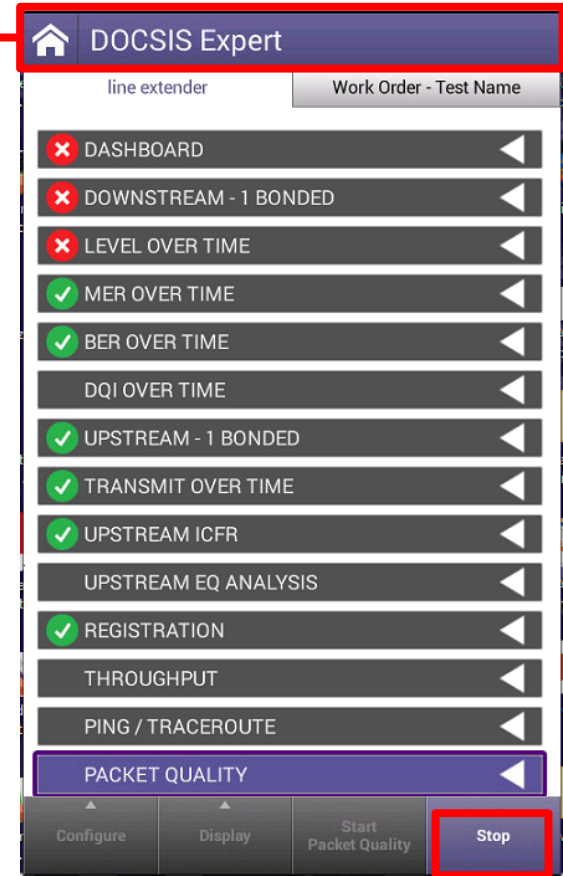 DOCSIS Expert
line extender
Work Order - Test Name
DASHBOARD
DOWNSTREAM - 1 BONDED
LEVEL OVER TIME
MER OVER TIME
BER OVER TIME
DQI OVER TIME
UPSTREAM - 1 BONDED
TRANSMIT OVER TIME
UPSTREAM ICFR
UPSTREAM EQ ANALYSIS
REGISTRATION
THROUGHPUT
PING / TRACEROUTE
PACKET QUALITY
Configure
Display
Start
Packet Quality
Stop